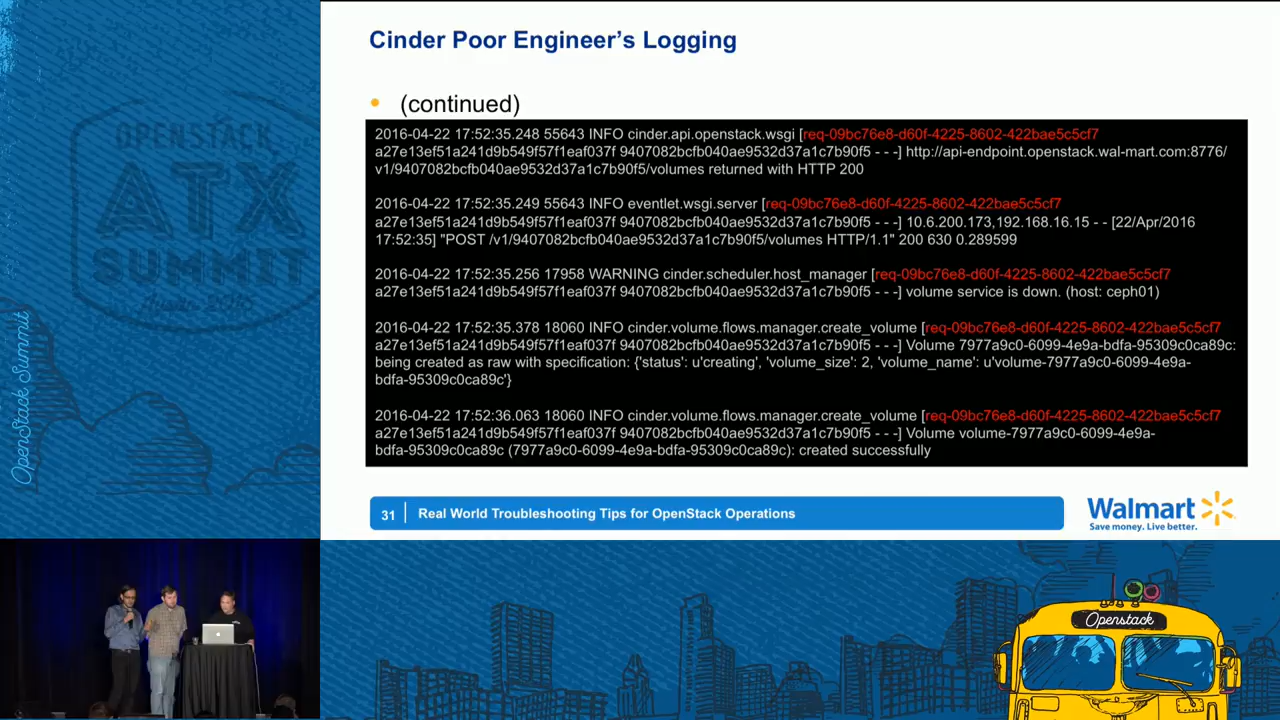 Cinder Poor Engineer's Logging
• (continued)
2016-04-22 17:52:35.248 55643 INFO cinder.api.openstack.wsgi [req-09bc76e8-d60f-4225-8602-422bae5c5cf7
a27e13ef51a241d9b549f57f1eaf037f 9407082bcfb040ae9532d37a1c7b90f5 - - -] http://api-endpoint.openstack.wal-mart.com:8776/
v1/9407082bcfb040ae9532d37a1c7b90f5/volumes returned with HTTP 200
2016-04-22 17:52:35.249 55643 INFO eventlet.wsgi.server [req-09bc76e8-d60f-4225-8602-422bae5c5cf7
a27e13ef51a241d9b549f57f1eaf037f 9407082bcfb040ae9532d37a1c7b90f5 - - -] 10.6.200.173,192.168.16.15 - - [22/Apr/2016
17:52:35] "POST /v1/9407082bcfb040ae9532d37a1c7b90f5/volumes HTTP/1.1" 200 630 0.289599
2016-04-22 17:52:35.256 17958 WARNING cinder.scheduler.host_manager [req-09bc76e8-d60f-4225-8602-422bae5c5cf7
a27e13ef51a241d9b549f57f1eaf037f 9407082bcfb040ae9532d37a1c7b90f5 - - -] volume service is down. (host: ceph01)
2016-04-22 17:52:35.378 18060 INFO cinder.volume.flows.manager.create_volume [req-09bc76e8-d60f-4225-8602-422bae5c5cf7
a27e13ef51a241d9b549f57f1eaf037f 9407082bcfb040ae9532d37a1c7b90f5 - - -] Volume 7977a9c0-6099-4e9a-bdfa-95309c0ca89c:
being created as raw with specification: {'status': u'creating', 'volume_size': 2, 'volume_name': u'volume-7977a9c0-6099-4e9a-
bdfa-95309c0ca89c'}
2016-04-22 17:52:36.063 18060 INFO cinder.volume.flows.manager.create_volume [req-09bc76e8-d60f-4225-8602-422bae5c5cf7
a27e13ef51a241d9b549f57f1eaf037f 9407082bcfb040ae9532d37a1c7b90f5 - - -] Volume volume-7977a9c0-6099-4e9a-
bdfa-95309c0ca89c (7977a9c0-6099-4e9a-bdfa-95309c0ca89c): created successfully
31 Real World Troubleshooting Tips for OpenStack Operations
Walmart
Save money. Live better.
OPENSTACK
ATX
SUMMIT
OpenStack Summit
Openstack